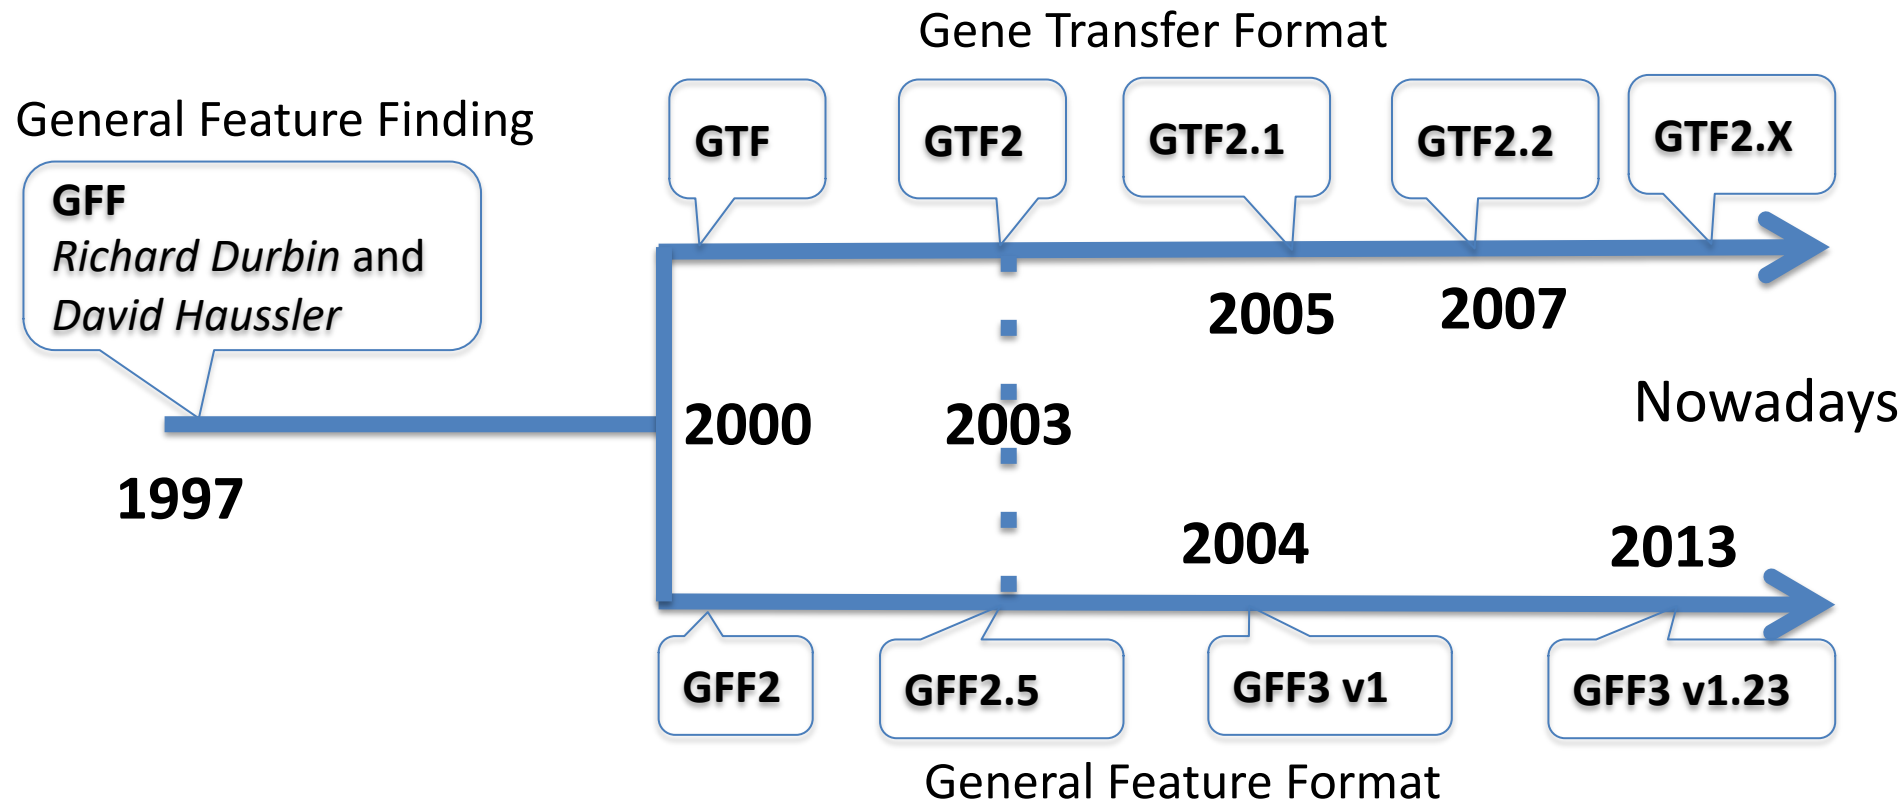 Gene Transfer Format
General Feature Finding
GFF
Richard Durbin and
David Haussler
GTF
GTF2
GTF2.1
GTF2.2
GTF2.X
2005
2007
1997
2000
2003
Nowadays
2004
2013
GFF2
GFF2.5
GFF3 v1
GFF3 v1.23
General Feature Format